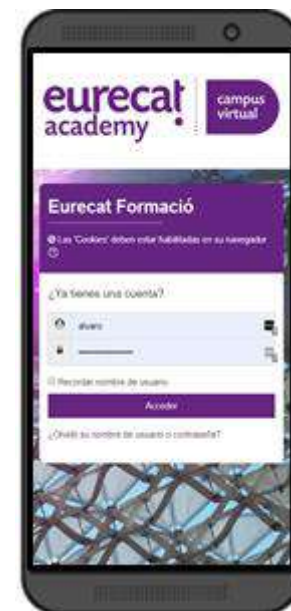 eurecat
academy
campus
virtual
Eurecat Formació
Las 'Cookies' deben estar habilitadas en su navegador
¿Ya tienes una cuenta?
alvaro
Recordar nombre de usuario
Acceder
¿Olvidó su nombre de usuario o contraseña?